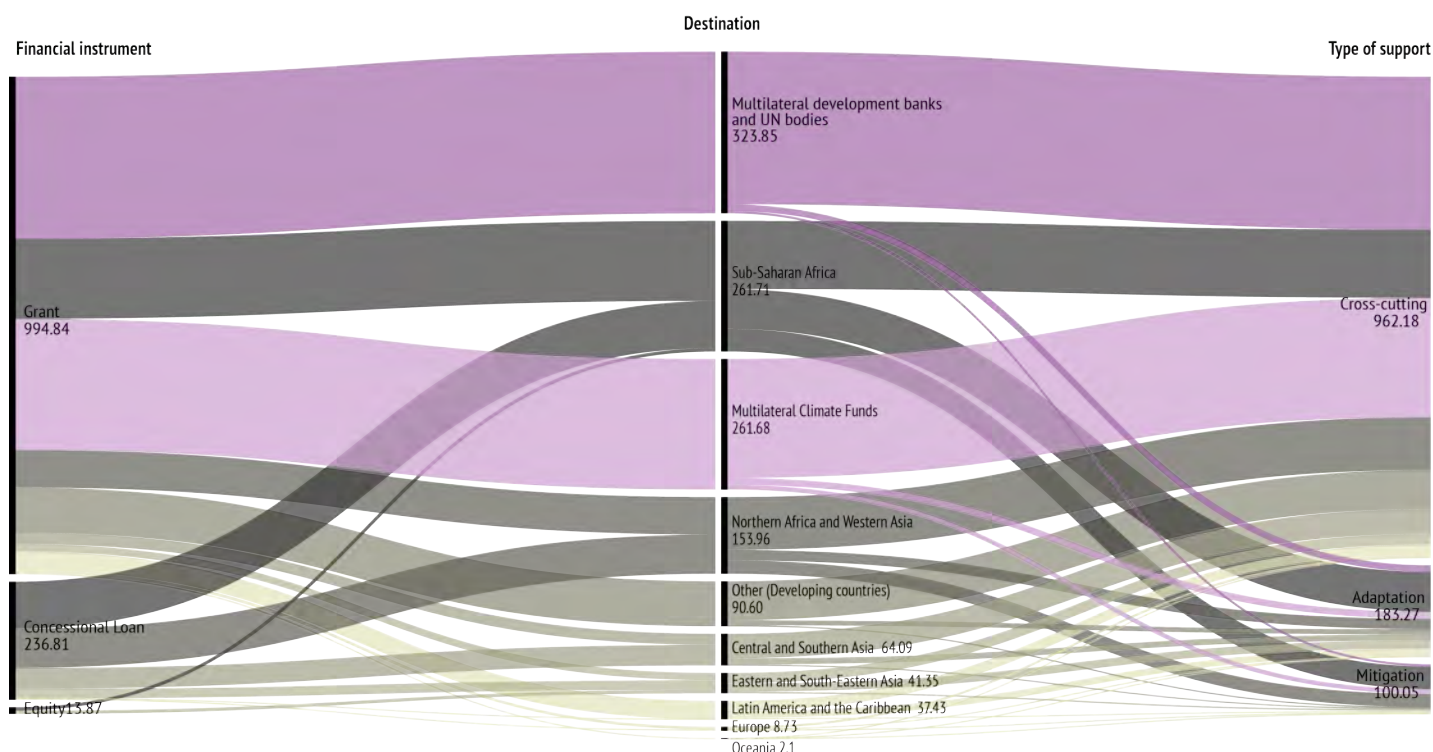 Destination
Financial instrument
Type of support
Multilateral development banks
and UN bodies
323.85
Sub-Saharan Africa
261.71
Grant
994.84
Cross-cutting
962.18
Multilateral Climate Funds
261.68
Northern Africa and Western Asia
153.96
Other (Developing countries)
90.60
Adaptation
183.27
Concessional Loan
236.81
Central and Southern Asia 64.09
Eastern and South-Eastern Asia 41.35
Mitigation
100.05
Equity13.87
Latin America and the Caribbean 37.43
Europe 8.73
Oceania 2.1